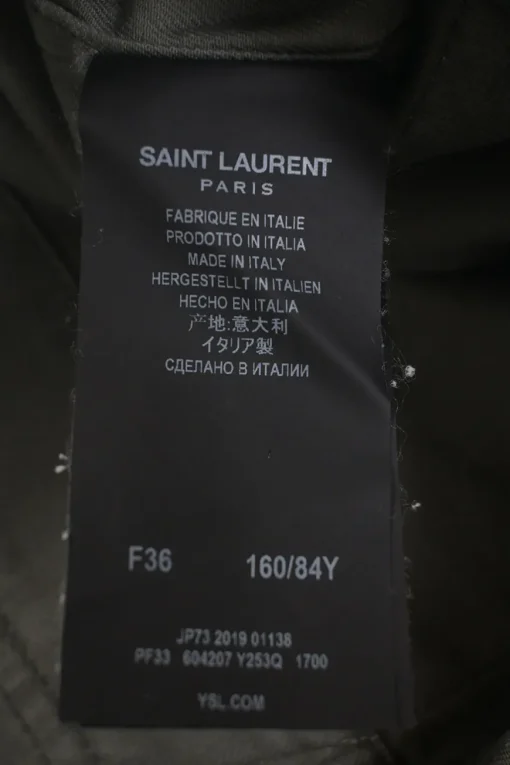 SAINT LAURENT
PARIS
FABRIQUE EN ITALIE
PRODOTTO IN ITALIA
MADE IN ITALY
HERGESTELLT IN ITALIEN
HECHO EN ITALIA
产地:意大利
イタリア製
СДЕЛАНО В ИТАЛИИ
F36 160/84Y
JP73 2019 01138
PF33 604207 Y253Q 1700
YSL.COM